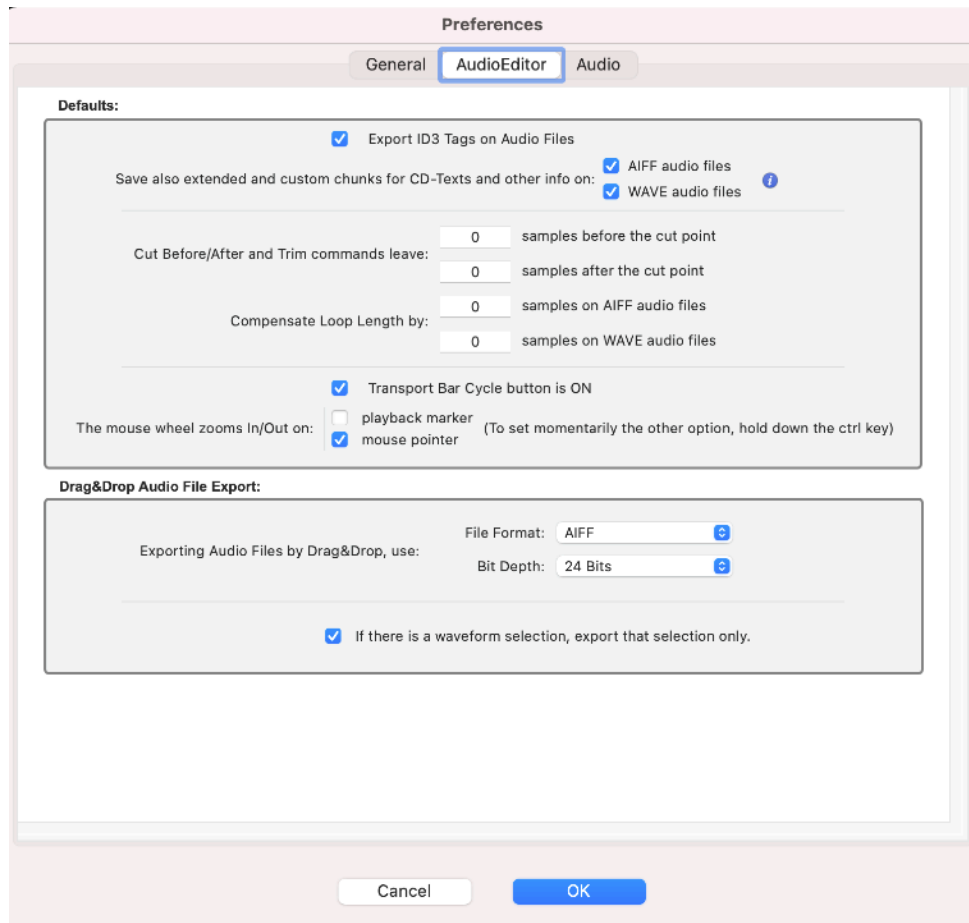 Preferences
General AudioEditor Audio
Defaults:
Export ID3 Tags on Audio Files
Save also extended and custom chunks for CD-Texts and other info on:
AIFF audio files
WAVE audio files
i
Cut Before/After and Trim commands leave:
0 samples before the cut point
0 samples after the cut point
Compensate Loop Length by:
0 samples on AIFF audio files
0 samples on WAVE audio files
Transport Bar Cycle button is ON
The mouse wheel zooms In/Out on:
playback marker
mouse pointer
(To set momentarily the other option, hold down the ctrl key)
Drag&Drop Audio File Export:
Exporting Audio Files by Drag&Drop, use:
File Format: AIFF
Bit Depth: 24 Bits
If there is a waveform selection, export that selection only.
Cancel OK